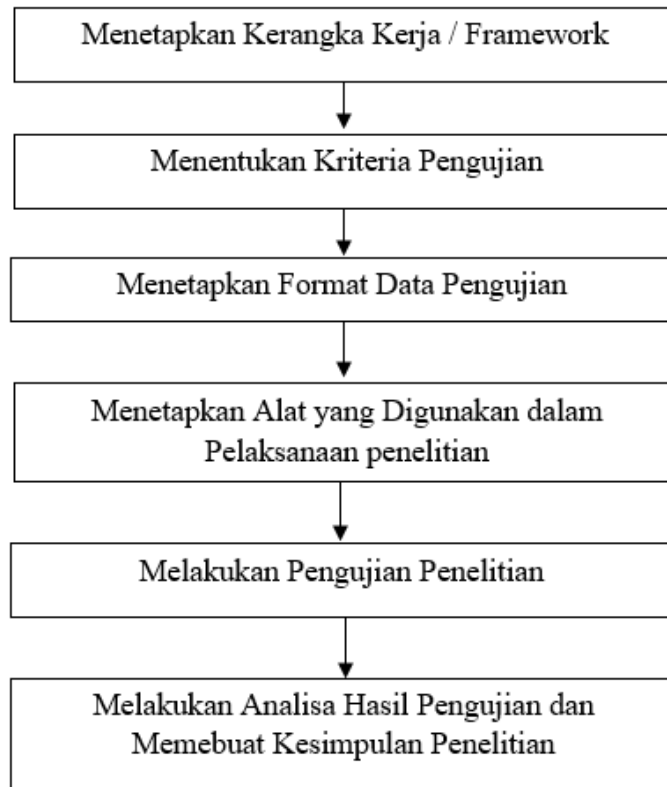 Menetapkan Kerangka Kerja / Framework
Menentukan Kriteria Pengujian
Menetapkan Format Data Pengujian
Menetapkan Alat yang Digunakan dalam
Pelaksanaan penelitian
Melakukan Pengujian Penelitian
Melakukan Analisa Hasil Pengujian dan
Memebuat Kesimpulan Penelitian